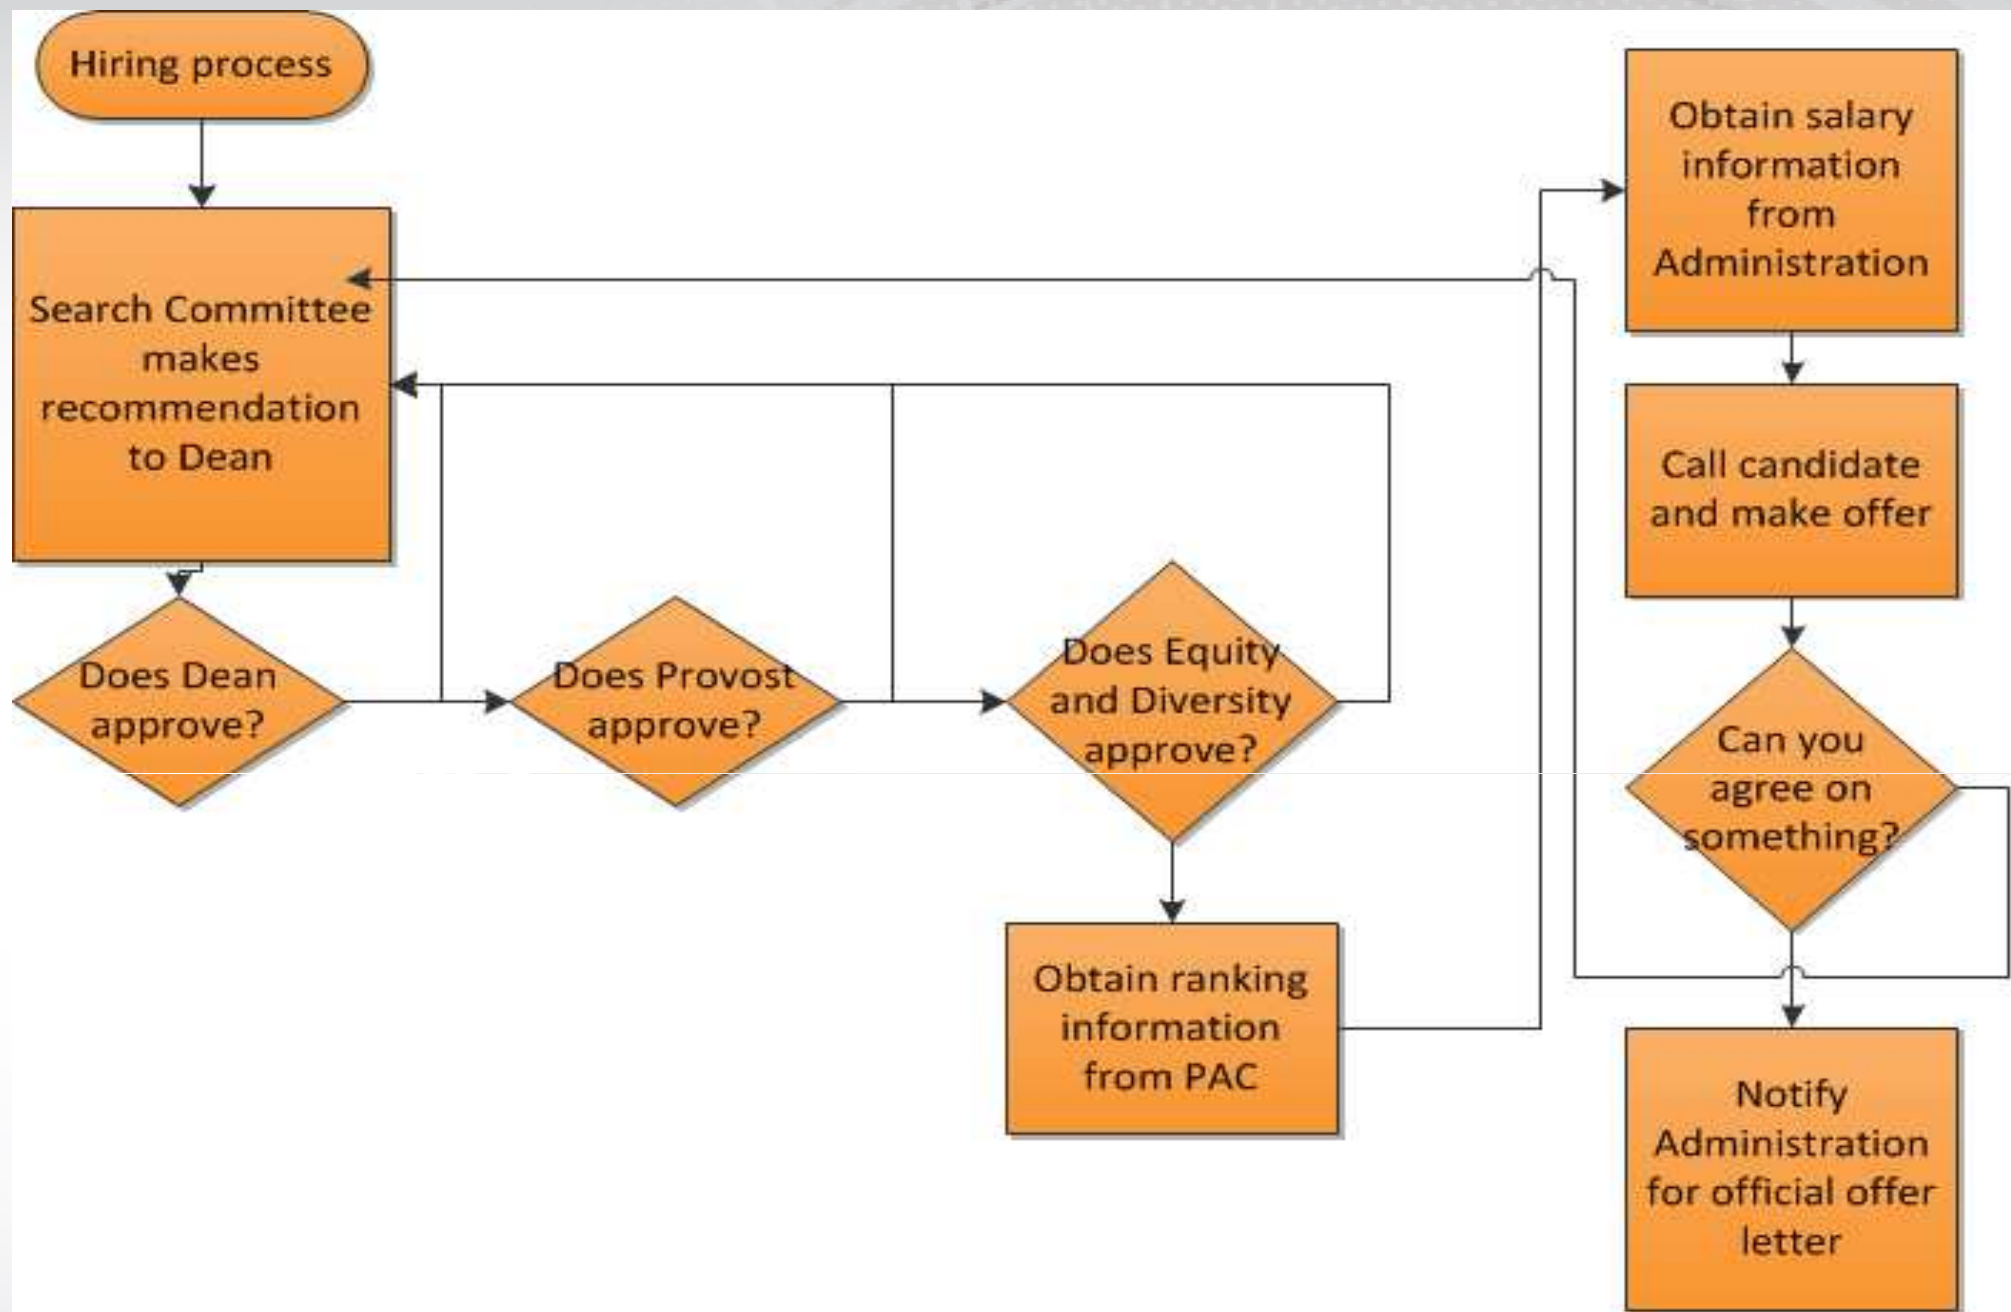 Hiring process
Search Committee
makes
recommendation
to Dean
Does Dean
approve?
Does Provost
approve?
Does Equity
and Diversity
approve?
Obtain ranking
information
from PAC
Obtain salary
information
from
Administration
Call candidate
and make offer
Can you
agree on
something?
Notify
Administration
for official offer
letter